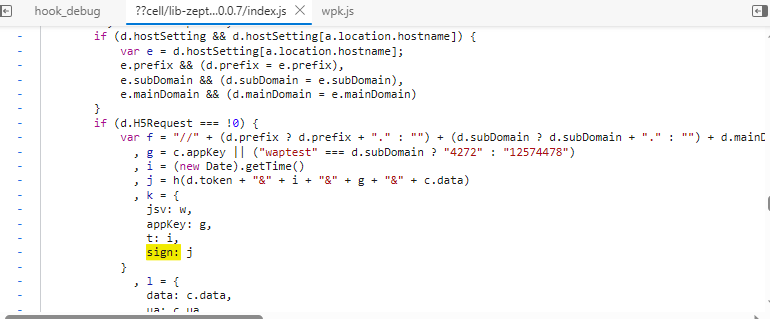 hook_debug ??cell/lib-zept...0.0.7/index.js wpk.js
if (d.hostSetting && d.hostSetting[a.location.hostname]) {
var e = d.hostSetting[a.location.hostname];
e.prefix && (d.prefix = e.prefix),
e.subDomain && (d.subDomain = e.subDomain),
e.mainDomain && (d.mainDomain = e.mainDomain)
}
if (d.H5Request === !0) {
var f = "//" + (d.prefix ? d.prefix + "." : "") + (d.subDomain ? d.subDomain + "." : "") + d.mainD
, g = c.appKey || ("waptest" === d.subDomain ? "4272" : "12574478")
, i = (new Date).getTime()
, j = h(d.token + "&" + i + "&" + g + "&" + c.data)
, k = {
jsv: w,
appKey: g,
t: i,
sign: j
}
, l = {
data: c.data,
ua: c.ua